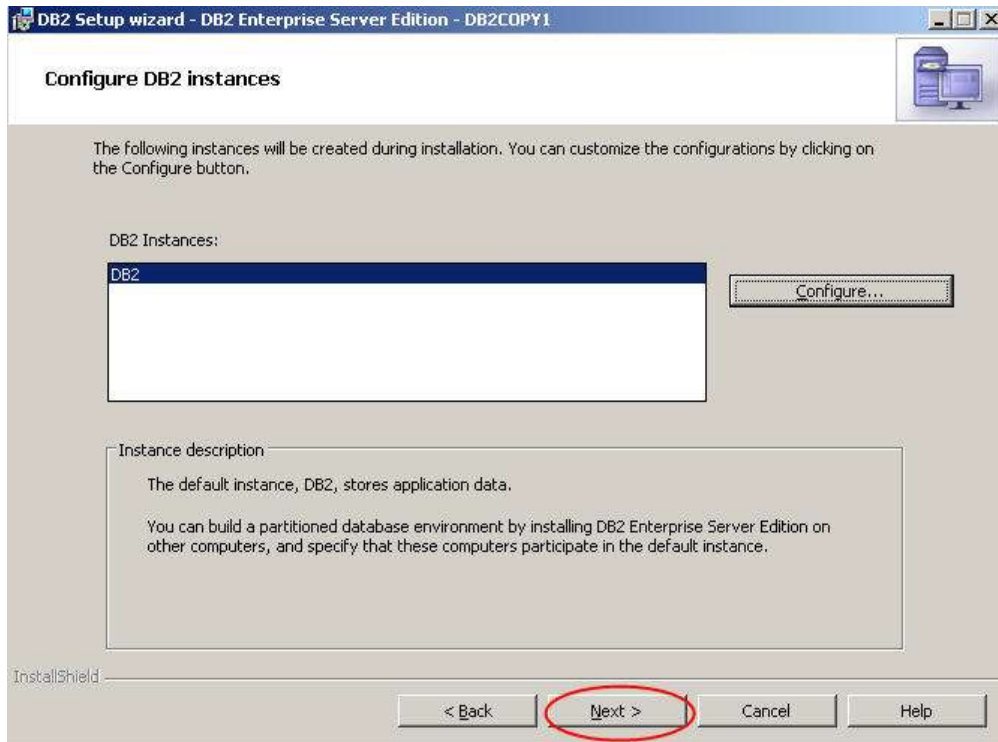 DB2 Setup wizard - DB2 Enterprise Server Edition - DB2COPY1
Configure DB2 instances
The following instances will be created during installation. You can customize the configurations by clicking on
the Configure button.
DB2 Instances:
DB2
Configure...
Instance description
The default instance, DB2, stores application data.
You can build a partitioned database environment by installing DB2 Enterprise Server Edition on
other computers, and specify that these computers participate in the default instance.
InstallShield
< Back Next > Cancel Help